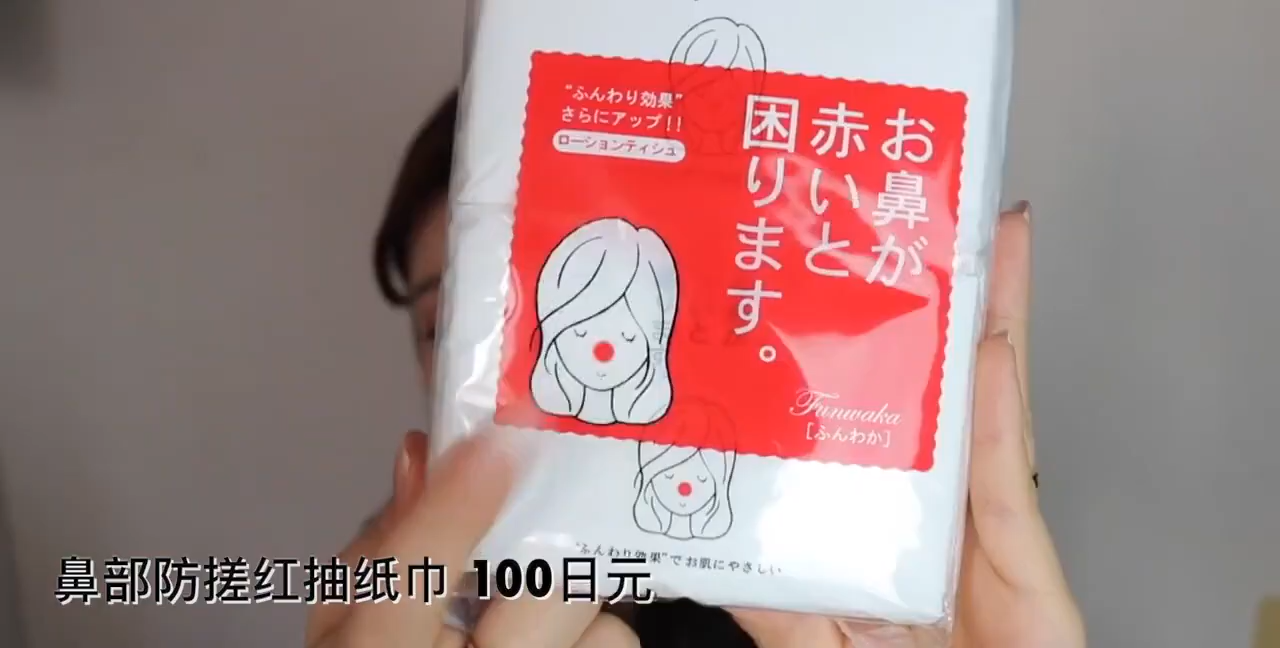 お鼻が
赤いと
困ります。
"ふんわり効果"
さらにアップ!!
ローションティシュ
Funwaka
[ふんわか]
"ふんわり効果"でお肌にやさしい
鼻部防搓红抽纸巾 100日元